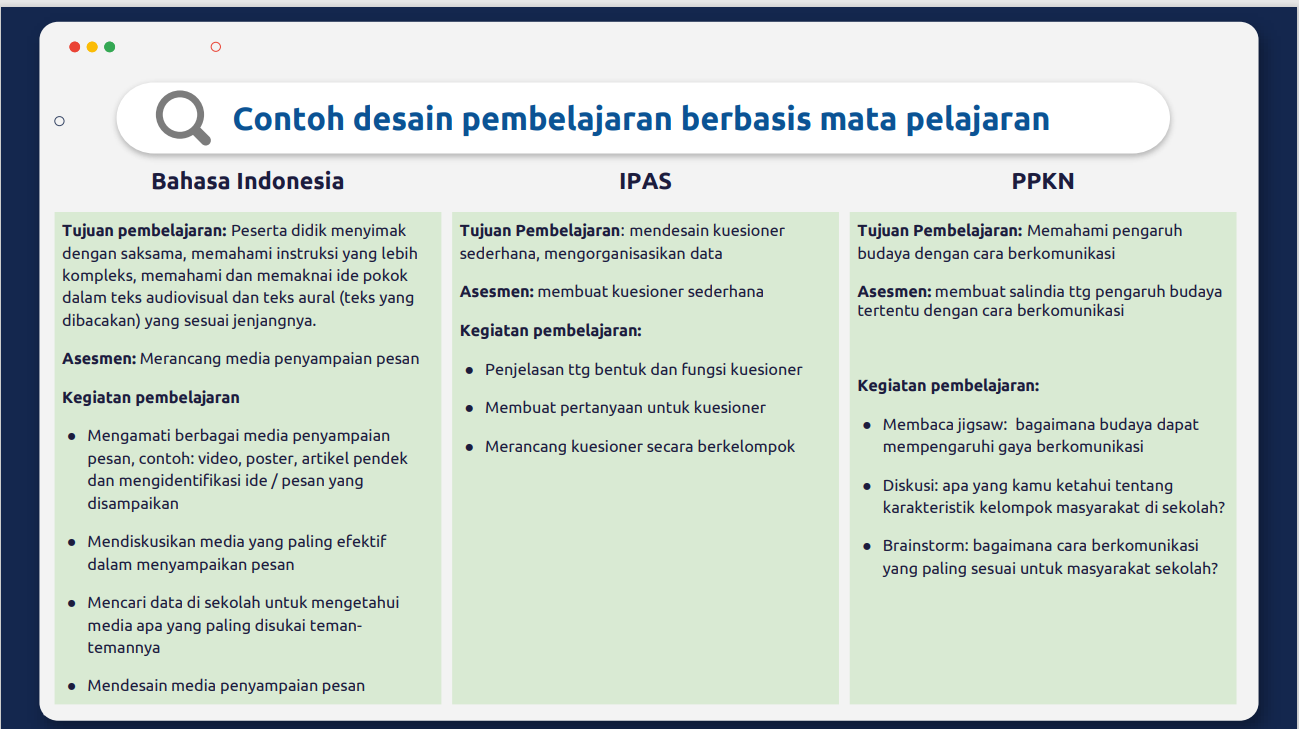 Contoh desain pembelajaran berbasis mata pelajaran
Bahasa Indonesia
Tujuan pembelajaran: Peserta didik menyimak
dengan saksama, memahami instruksi yang lebih
kompleks, memahami dan memaknai ide pokok
dalam teks audiovisual dan teks aural (teks yang
dibacakan) yang sesuai jenjangnya.
Asesmen: Merancang media penyampaian pesan
Kegiatan pembelajaran
● Mengamati berbagai media penyampaian
pesan, contoh: video, poster, artikel pendek
dan mengidentifikasi ide / pesan yang
disampaikan
● Mendiskusikan media yang paling efektif
dalam menyampaikan pesan
● Mencari data di sekolah untuk mengetahui
media apa yang paling disukai teman-
temannya
● Mendesain media penyampaian pesan
IPAS
Tujuan Pembelajaran: mendesain kuesioner
sederhana, mengorganisasikan data
Asesmen: membuat kuesioner sederhana
Kegiatan pembelajaran:
● Penjelasan ttg bentuk dan fungsi kuesioner
● Membuat pertanyaan untuk kuesioner
● Merancang kuesioner secara berkelompok
PPKN
Tujuan Pembelajaran: Memahami pengaruh
budaya dengan cara berkomunikasi
Asesmen: membuat salindia ttg pengaruh budaya
tertentu dengan cara berkomunikasi
Kegiatan pembelajaran:
● Membaca jigsaw:  bagaimana budaya dapat
mempengaruhi gaya berkomunikasi
● Diskusi: apa yang kamu ketahui tentang
karakteristik kelompok masyarakat di sekolah?
● Brainstorm: bagaimana cara berkomunikasi
yang paling sesuai untuk masyarakat sekolah?